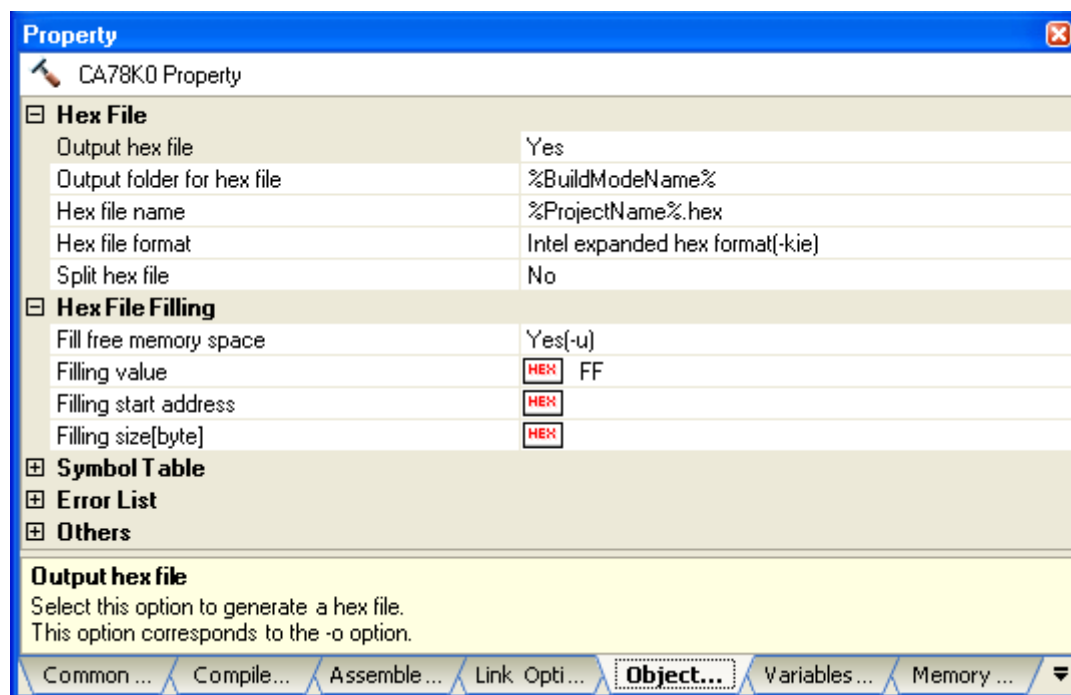 Property
CA78K0 Property
Hex File
Output hex file Yes
Output folder for hex file %BuildModeName%
Hex file name %ProjectName%.hex
Hex file format Intel expanded hex format(-kie)
Split hex file No
Hex File Filling
Fill free memory space Yes(-u)
Filling value HEX FF
Filling start address HEX
Filling size[byte] HEX
Symbol Table
Error List
Others
Output hex file
Select this option to generate a hex file.
This option corresponds to the -o option.
Common ... Compile... Assemble ... Link Opti... Object... Variables... Memory ...